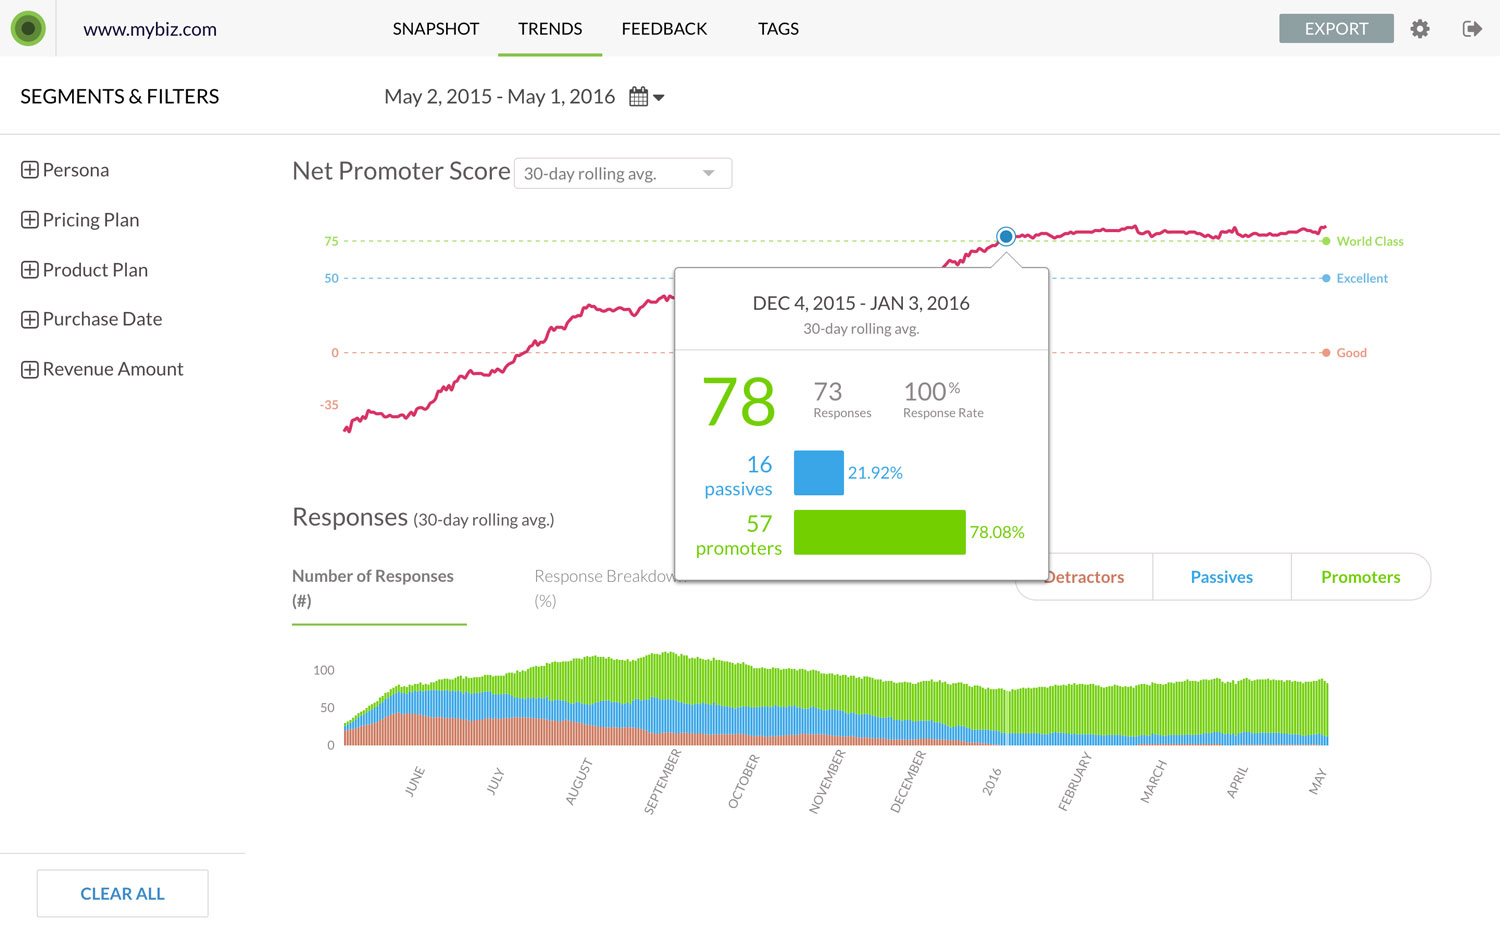 www.mybiz.com
SNAPSHOT
TRENDS
FEEDBACK
TAGS
EXPORT
SEGMENTS & FILTERS
May 2, 2015 - May 1, 2016
Persona
Pricing Plan
Product Plan
Purchase Date
Revenue Amount
CLEAR ALL
Net Promoter Score
30-day rolling avg.
75
50
0
-35
World Class
Excellent
Good
DEC 4, 2015 - JAN 3, 2016
30-day rolling avg.
78
73
Responses
100%
Response Rate
16
passives
21.92%
57
promoters
78.08%
Responses (30-day rolling avg.)
Number of Responses
(#)
Response Breakdown
(%)
Detractors
Passives
Promoters
100
50
0
JUNE
JULY
AUGUST
SEPTEMBER
OCTOBER
NOVEMBER
DECEMBER
2016
FEBRUARY
MARCH
APRIL
MAY